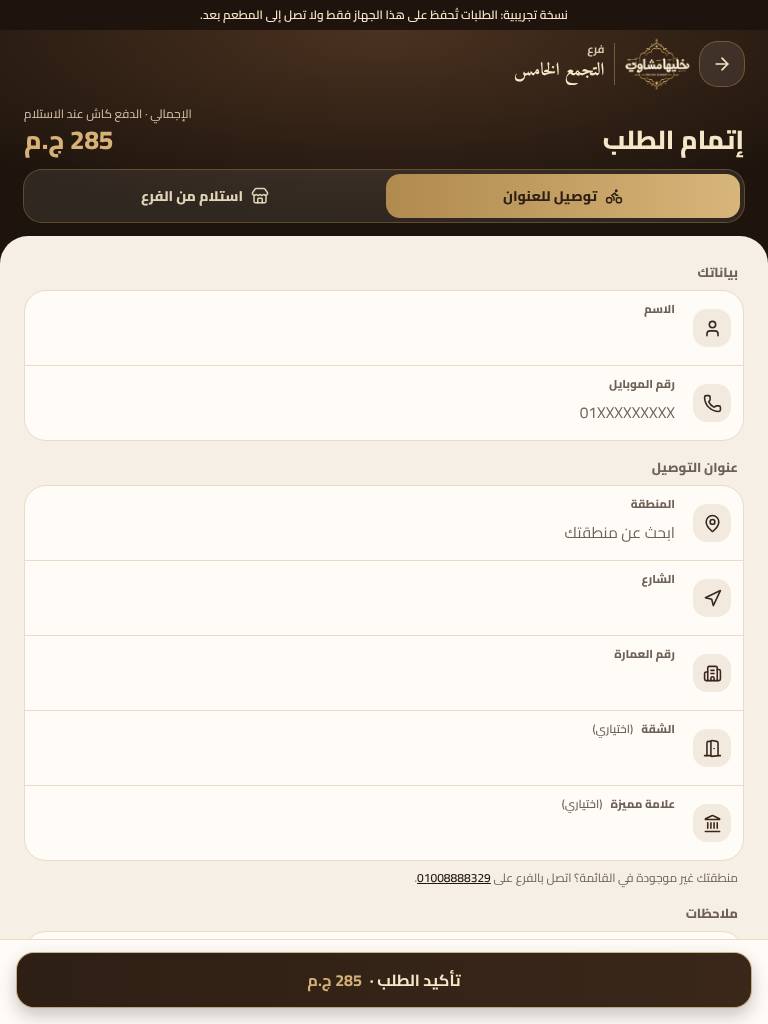 نسخة تجريبية: الطلبات تُحفظ على هذا الجهاز فقط ولا تصل إلى المطعم بعد.
خليها مشاوي
فرع
التجمع الخامس
إتمام الطلب
الإجمالي · الدفع كاش عند الاستلام
285 ج.م
توصيل للعنوان
استلام من الفرع
بياناتك
الاسم
رقم الموبايل
01XXXXXXXXX
عنوان التوصيل
المنطقة
ابحث عن منطقتك
الشارع
رقم العمارة
الشقة (اختياري)
علامة مميزة (اختياري)
منطقتك غير موجودة في القائمة؟ اتصل بالفرع على 01008888329.
ملاحظات
تأكيد الطلب · 285 ج.م